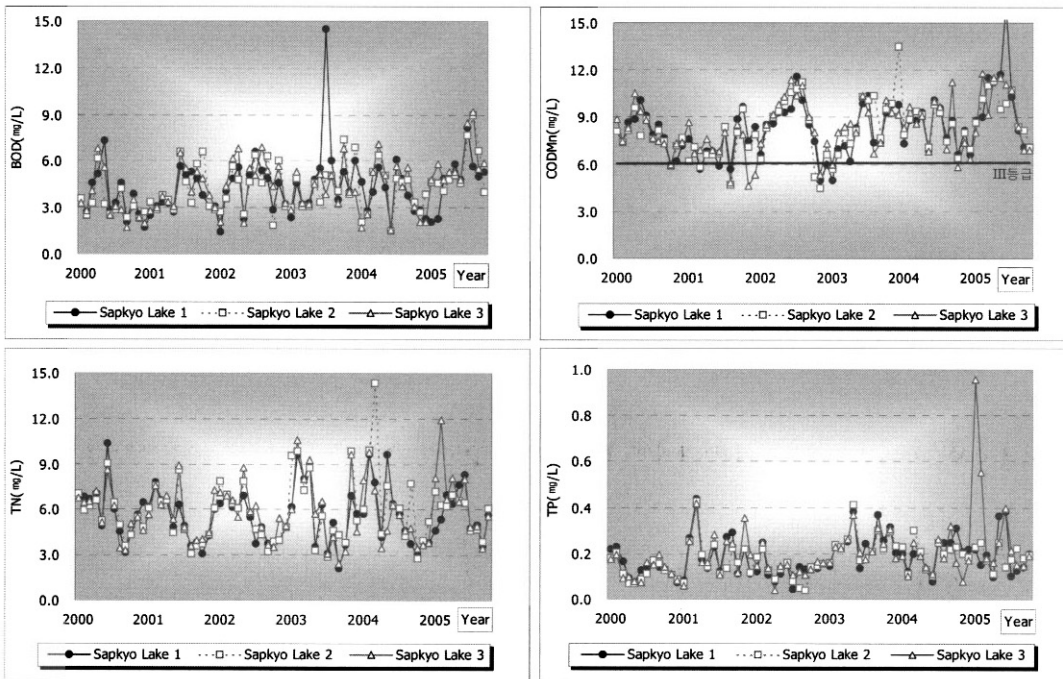 BOD(mg/L)
15.0
12.0
9.0
6.0
3.0
0.0
2000 2001 2002 2003 2004 2005 Year
Sapkyo Lake 1 Sapkyo Lake 2 Sapkyo Lake 3
CODMn(mg/L)
15.0
12.0
9.0
6.0
3.0
0.0
III등급
2000 2001 2002 2003 2004 2005 Year
Sapkyo Lake 1 Sapkyo Lake 2 Sapkyo Lake 3
TN(mg/L)
15.0
12.0
9.0
6.0
3.0
0.0
2000 2001 2002 2003 2004 2005 Year
Sapkyo Lake 1 Sapkyo Lake 2 Sapkyo Lake 3
TP(mg/L)
1.0
0.8
0.6
0.4
0.2
0.0
2000 2001 2002 2003 2004 2005 Year
Sapkyo Lake 1 Sapkyo Lake 2 Sapkyo Lake 3